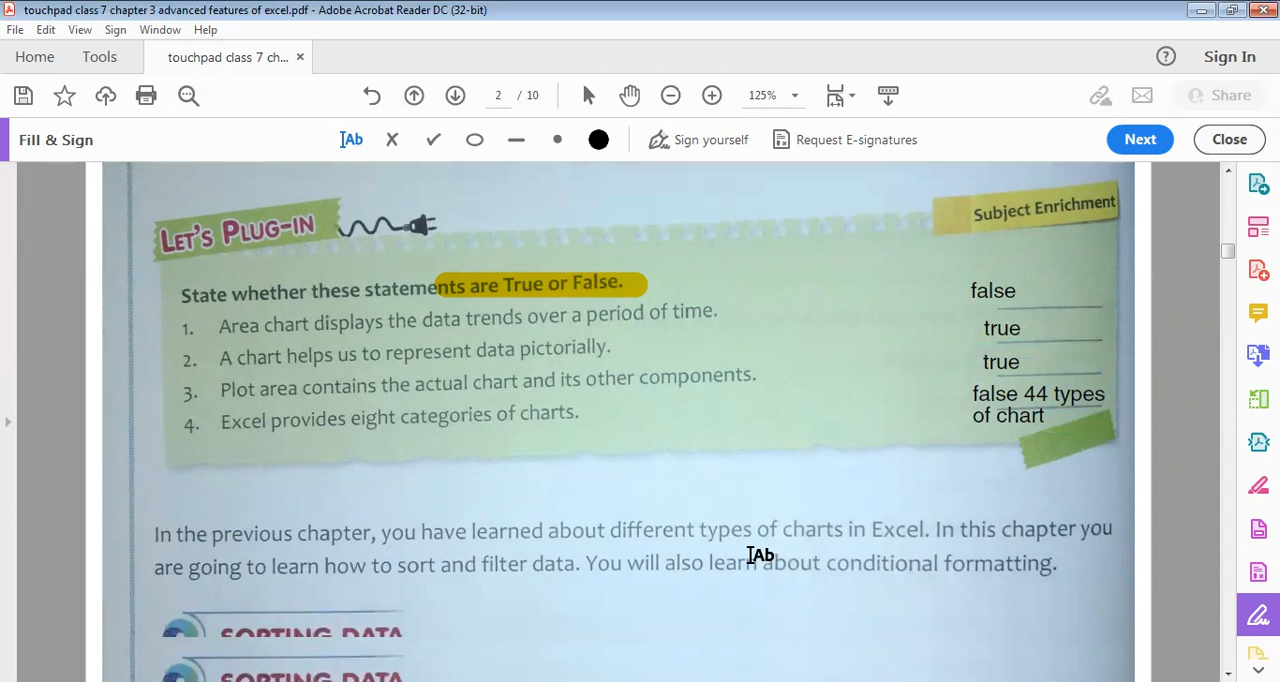 touchpad class 7 chapter 3 advanced features of excel.pdf - Adobe Acrobat Reader DC (32-bit)
File Edit View Sign Window Help
Home Tools touchpad class 7 ch... × Sign In
2 / 10 125% Share
Fill & Sign Ab Sign yourself Request E-signatures Next Close
LET'S PLUG-IN
Subject Enrichment
State whether these statements are True or False.
1. Area chart displays the data trends over a period of time. false
2. A chart helps us to represent data pictorially. true
3. Plot area contains the actual chart and its other components. true
4. Excel provides eight categories of charts. false 44 types
of chart
In the previous chapter, you have learned about different types of charts in Excel. In this chapter you
are going to learn how to sort and filter data. You will also learn about conditional formatting.
Ab
SORTING DATA
SORTING DATA